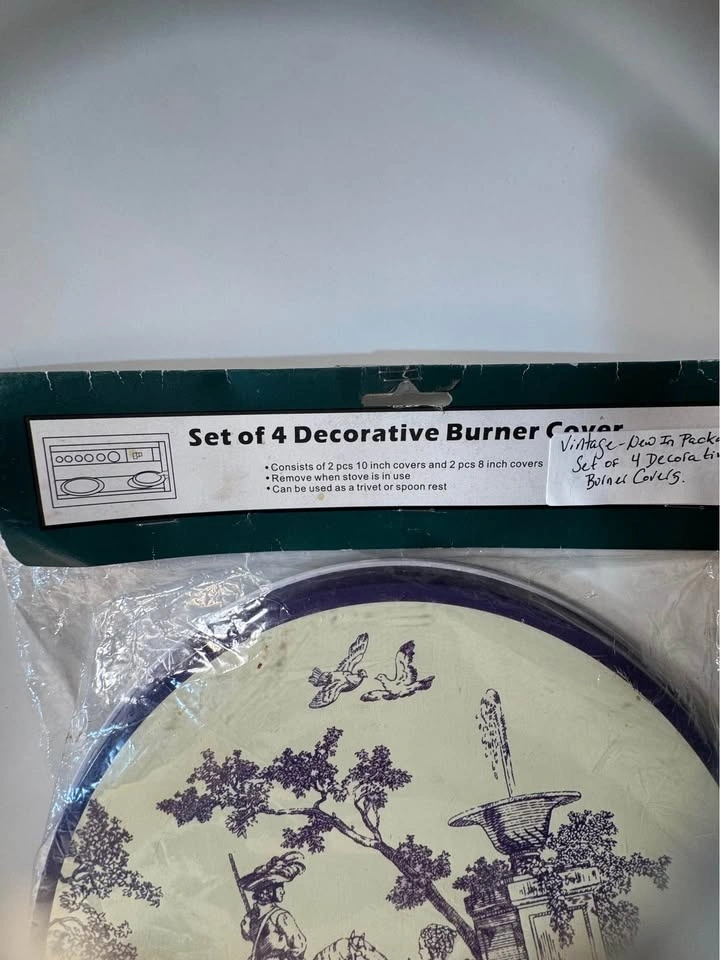 Set of 4 Decorative Burner Cover
• Consists of 2 pcs 10 inch covers and 2 pcs 8 inch covers
• Remove when stove is in use
• Can be used as a trivet or spoon rest
Vintage - New In Packa
Set of 4 Decorativ
Burner Covers.